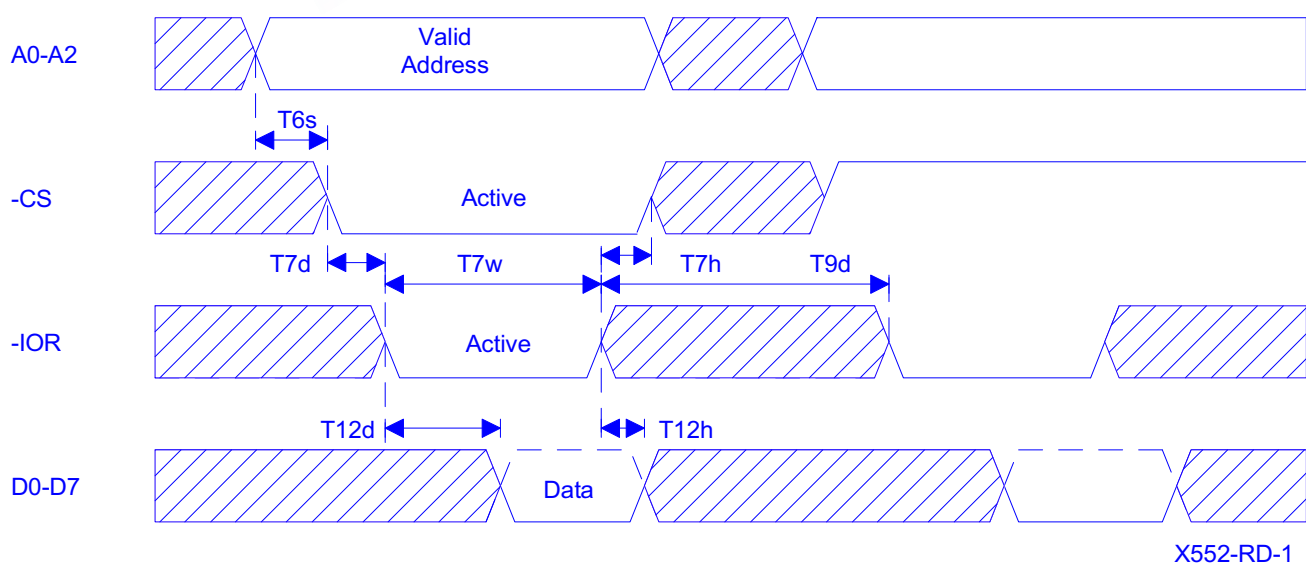 A0-A2
Valid
Address
T6s
-CS
Active
T7d
T7w
T7h
T9d
-IOR
Active
T12d
T12h
D0-D7
Data
X552-RD-1